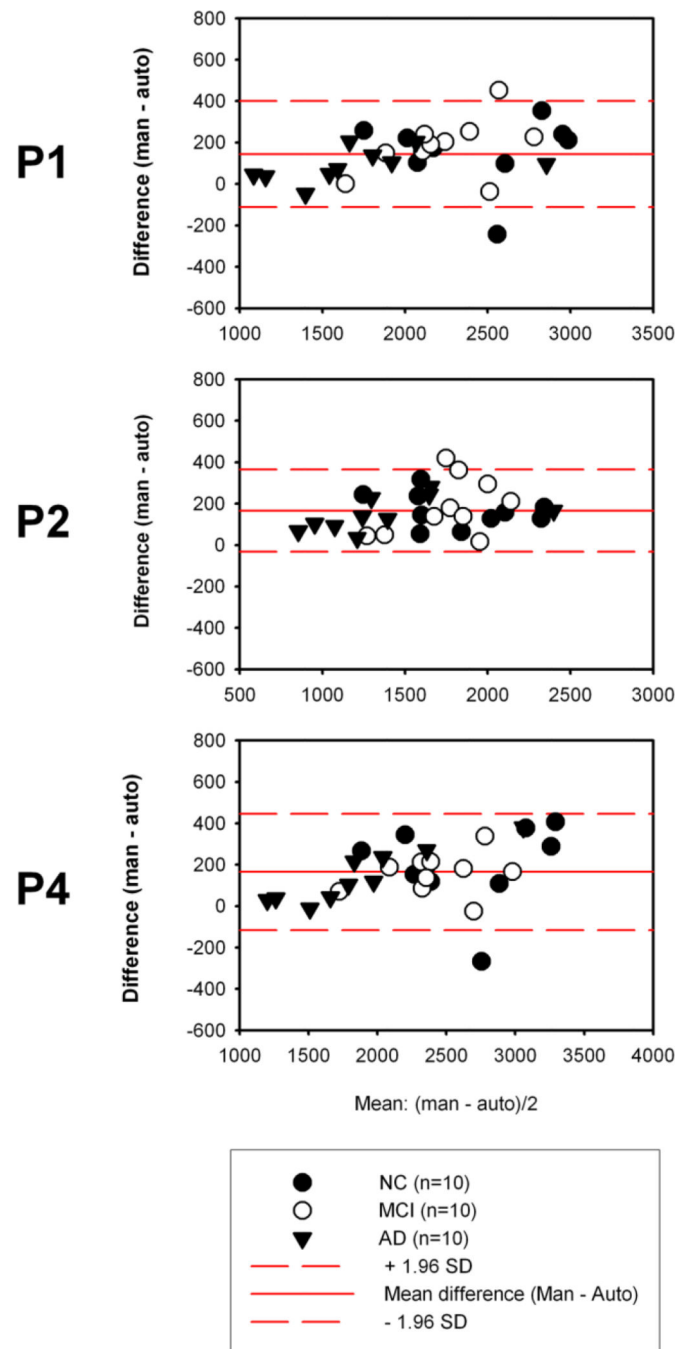 P1
Difference (man - auto)
800
600
400
200
0
-200
-400
-600
1000 1500 2000 2500 3000 3500
P2
Difference (man - auto)
800
600
400
200
0
-200
-400
-600
500 1000 1500 2000 2500 3000
P4
Difference (man - auto)
800
600
400
200
0
-200
-400
-600
1000 1500 2000 2500 3000 3500 4000
Mean: (man - auto)/2
NC (n=10)
MCI (n=10)
AD (n=10)
+ 1.96 SD
Mean difference (Man - Auto)
- 1.96 SD